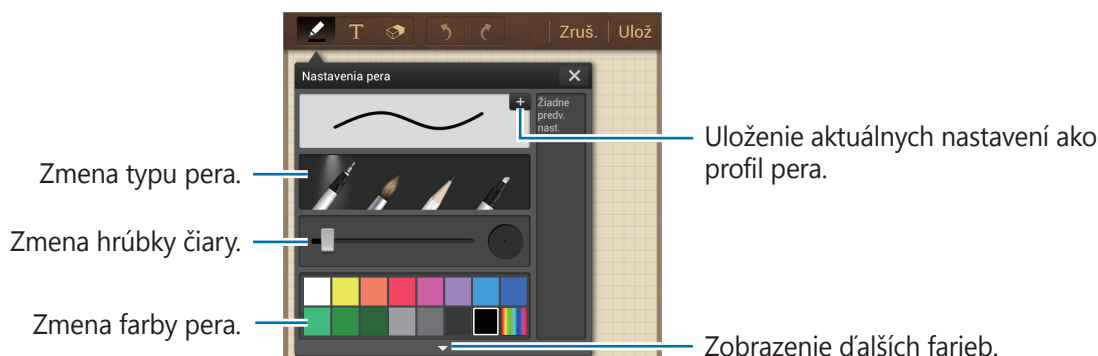 T
Zruš. Ulož
Nastavenia pera
Žiadne
predv.
nast.
Uloženie aktuálnych nastavení ako
profil pera.
Zmena typu pera.
Zmena hrúbky čiary.
Zmena farby pera.
Zobrazenie ďalších farieb.